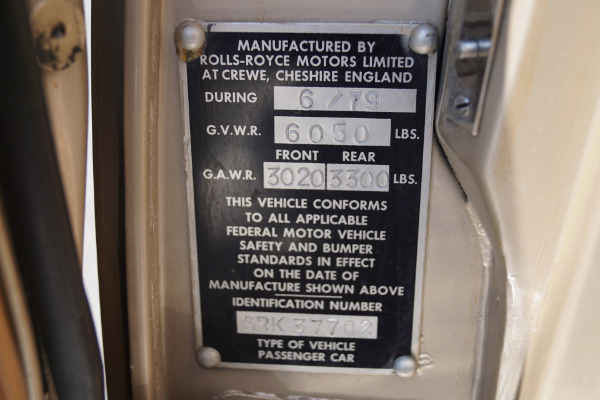 MANUFACTURED BY
ROLLS-ROYCE MOTORS LIMITED
AT CREWE, CHESHIRE ENGLAND
DURING 6/79
G.V.W.R. 6050 LBS.
FRONT REAR
G.A.W.R. 3020 3300 LBS.
THIS VEHICLE CONFORMS
TO ALL APPLICABLE
FEDERAL MOTOR VEHICLE
SAFETY AND BUMPER
STANDARDS IN EFFECT
ON THE DATE OF
MANUFACTURE SHOWN ABOVE
IDENTIFICATION NUMBER
TYPE OF VEHICLE
PASSENGER CAR